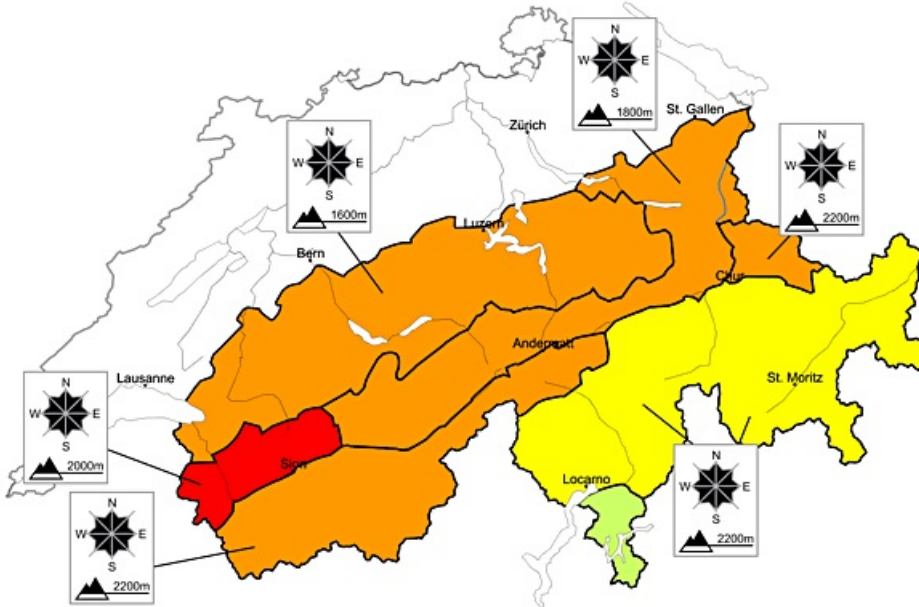 N
W E
S
1800m
St. Gallen
Zürich
N
W E
S
1600m
N
W E
S
2200m
Luzern
Bern
Chur
Andermatt
Lausanne
St. Moritz
N
W E
S
2000m
Sion
Locarno
N
W E
S
2200m
N
W E
S
2200m